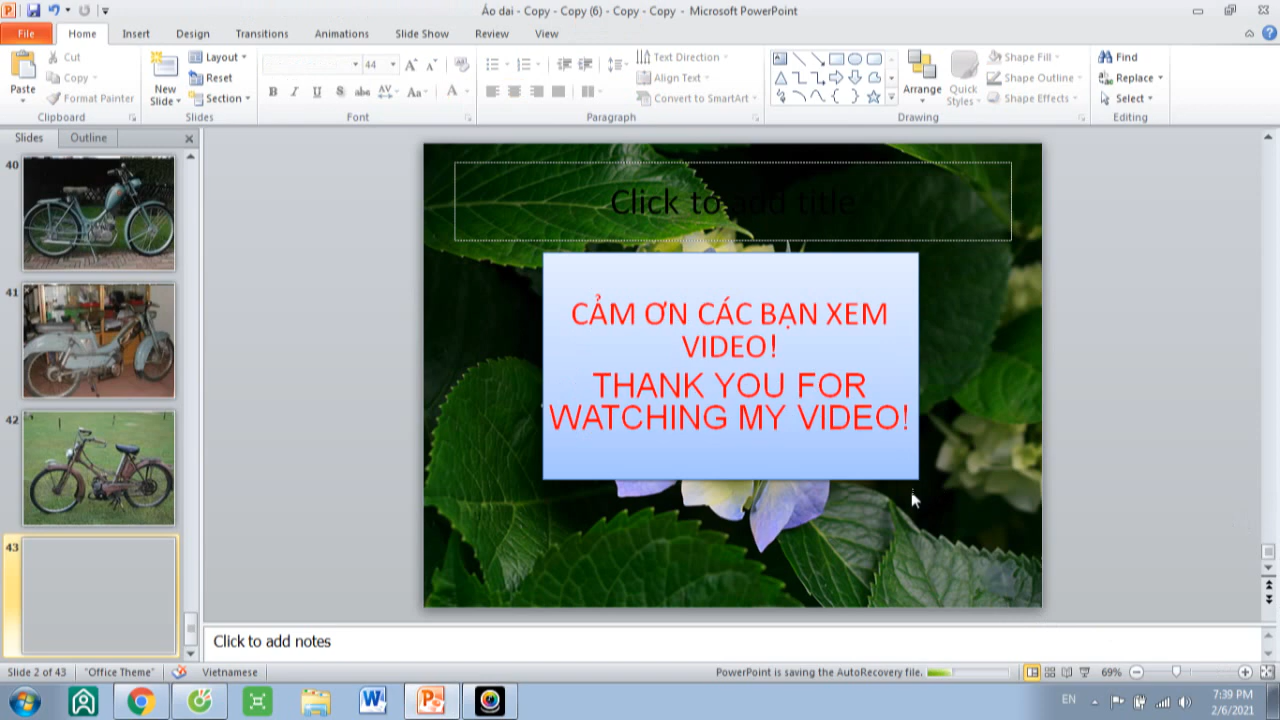 Áo dai - Copy - Copy (6) - Copy - Copy - Microsoft PowerPoint
File Home Insert Design Transitions Animations Slide Show Review View
Paste
Cut
Copy
Format Painter
Clipboard
New Slide
Layout
Reset
Section
Slides
44
B I U S abc AV Aa A
Font
Text Direction
Align Text
Convert to SmartArt
Paragraph
Arrange
Quick Styles
Shape Fill
Shape Outline
Shape Effects
Drawing
Find
Replace
Select
Editing
Slides Outline
40
41
42
43
Click to add title
CẢM ƠN CÁC BẠN XEM
VIDEO!
THANK YOU FOR
WATCHING MY VIDEO!
Click to add notes
Slide 2 of 43 "Office Theme" Vietnamese PowerPoint is saving the AutoRecovery file. 69%
EN 7:39 PM
2/6/2021